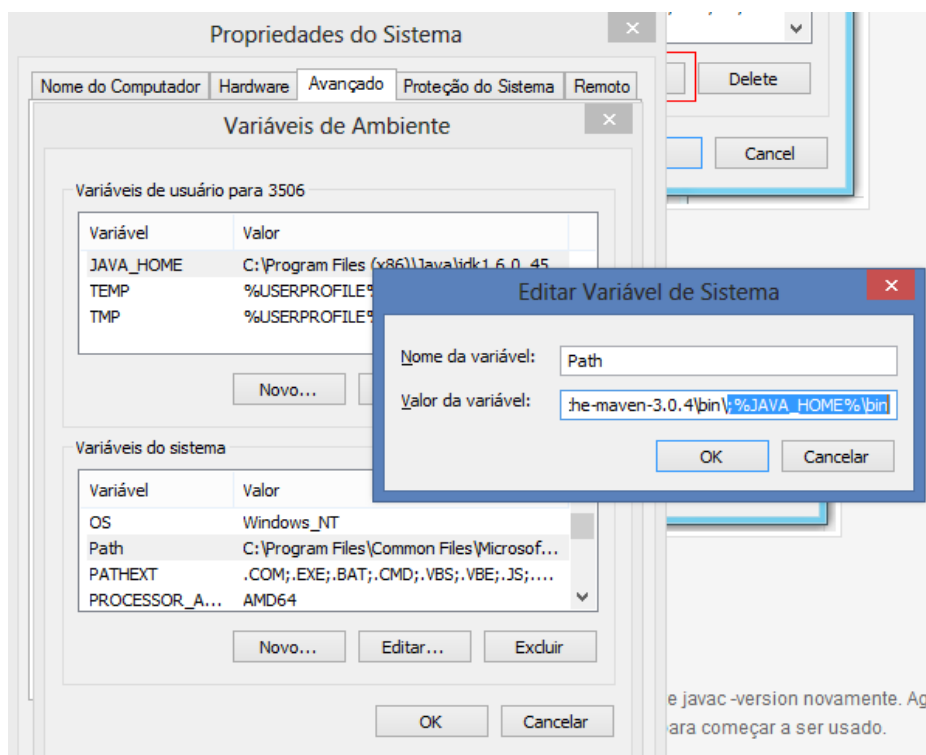 Propriedades do Sistema
Nome do Computador Hardware Avançado Proteção do Sistema Remoto
Delete
Cancel
Variáveis de Ambiente
Variáveis de usuário para 3506
Variável Valor
JAVA_HOME C:\Program Files (x86)\Java\jdk1.6.0_45
TEMP %USERPROFILE%
TMP %USERPROFILE%
Novo...
Editar Variável de Sistema
Nome da variável: Path
Valor da variável: he-maven-3.0.4\bin\;%JAVA_HOME%\bin
OK Cancelar
Variáveis do sistema
Variável Valor
OS Windows_NT
Path C:\Program Files\Common Files\Microsof...
PATHEXT .COM;.EXE;.BAT;.CMD;.VBS;.VBE;.JS;....
PROCESSOR_A... AMD64
Novo... Editar... Excluir
OK Cancelar
e javac -version novamente. Ag
para começar a ser usado.